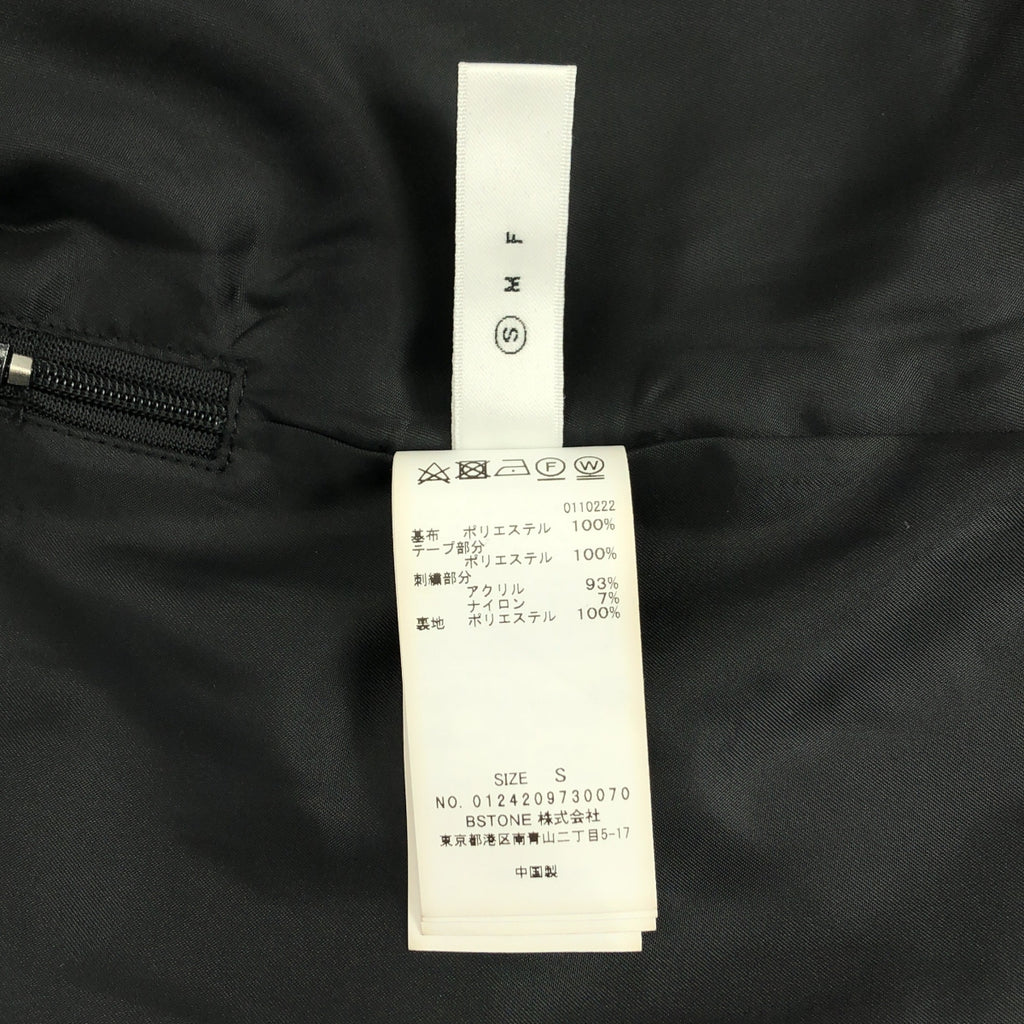 S M F
F W
0110222
基布 ポリエステル 100%
テープ部分
ポリエステル 100%
刺繍部分
アクリル 93%
ナイロン 7%
裏地 ポリエステル 100%
SIZE S
NO. 0124209730070
BSTONE 株式会社
東京都港区南青山二丁目5-17
中国製